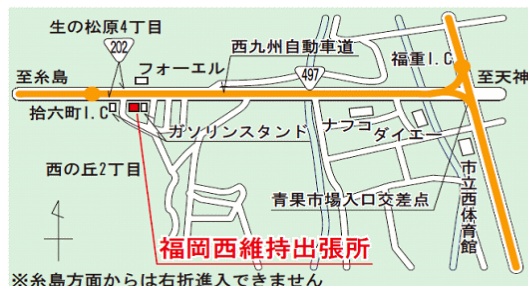 生の松原4丁目
202
フォーエル
西九州自動車道
497
福重I.C
至糸島
至天神
拾六町I.C
ガソリンスタンド
ナフコ
ダイエー
西の丘2丁目
青果市場入口交差点
市立西体育館
福岡西維持出張所
※糸島方面からは右折進入できません